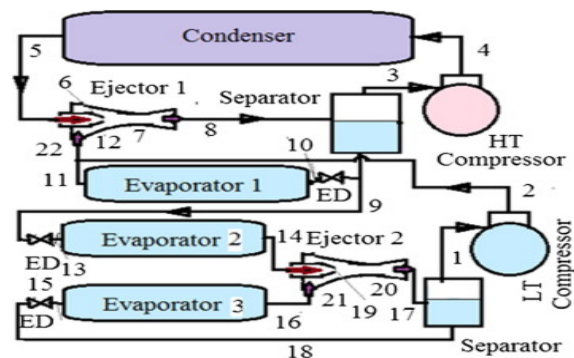 Condenser
5
4
6
Ejector 1
Separator
3
12
7
8
22
HT
Compressor
10
11
Evaporator 1
ED
9
2
Evaporator 2
14
Ejector 2
ED
13
1
LT
Compressor
15
Evaporator 3
21
20
ED
16
19
17
18
Separator